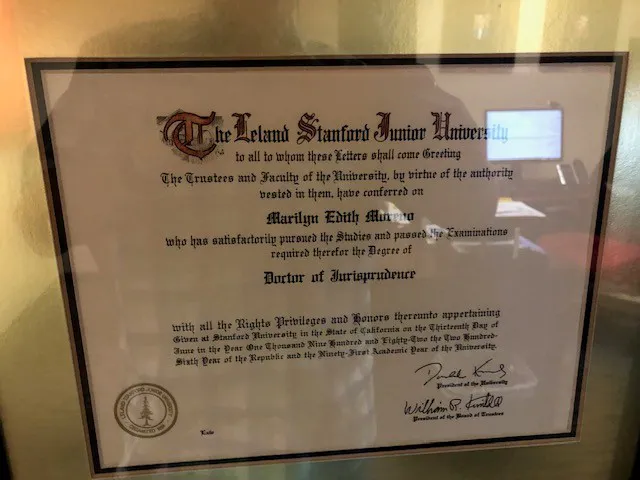 The Leland Stanford Junior University
to all to whom these Letters shall come Greeting
The Trustees and Faculty of the University, by virtue of the authority
vested in them, have conferred on
Marilyn Edith Moreno
who has satisfactorily pursued the Studies and passed the Examinations
required therefor the Degree of
Doctor of Jurisprudence
with all the Rights Privileges and Honors thereunto appertaining
Given at Stanford University in the State of California on the Thirteenth Day of
June in the Year One Thousand Nine Hundred and Eighty-Two the Two Hundred-
Sixth Year of the Republic and the Ninety-First Academic Year of the University.
President of the University
William R. Kimball
President of the Board of Trustees